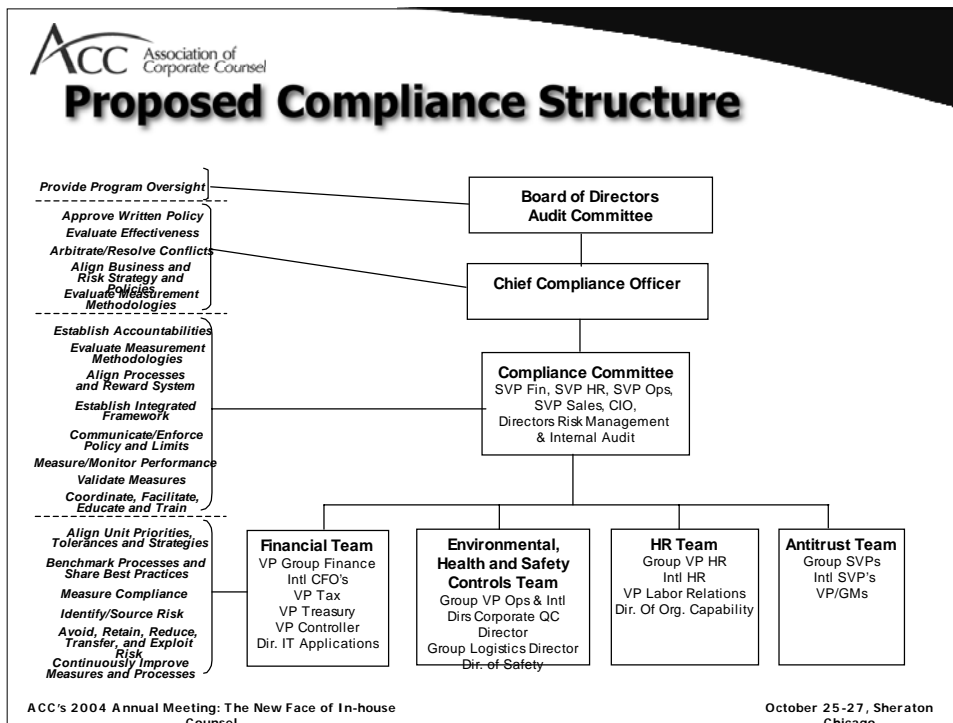 ACC Association of
Corporate Counsel
Proposed Compliance Structure
Provide Program Oversight
Approve Written Policy
Evaluate Effectiveness
Arbitrate/Resolve Conflicts
Align Business and
Risk Strategy and
Policies
Evaluate Measurement
Methodologies
Establish Accountabilities
Evaluate Measurement
Methodologies
Align Processes
and Reward System
Establish Integrated
Framework
Communicate/Enforce
Policy and Limits
Measure/Monitor Performance
Validate Measures
Coordinate, Facilitate,
Educate and Train
Align Unit Priorities,
Tolerances and Strategies
Benchmark Processes and
Share Best Practices
Measure Compliance
Identify/Source Risk
Avoid, Retain, Reduce,
Transfer, and Exploit
Risk
Continuously Improve
Measures and Processes
Board of Directors
Audit Committee
Chief Compliance Officer
Compliance Committee
SVP Fin, SVP HR, SVP Ops,
SVP Sales, CIO,
Directors Risk Management
& Internal Audit
Financial Team
VP Group Finance
Intl CFO's
VP Tax
VP Treasury
VP Controller
Dir. IT Applications
Environmental,
Health and Safety
Controls Team
Group VP Ops & Intl
Dirs Corporate QC
Director
Group Logistics Director
Dir. of Safety
HR Team
Group VP HR
Intl HR
VP Labor Relations
Dir. Of Org. Capability
Antitrust Team
Group SVPs
Intl SVP's
VP/GMs
ACC's 2004 Annual Meeting: The New Face of In-house
Counsel
October 25-27, Sheraton
Chicago